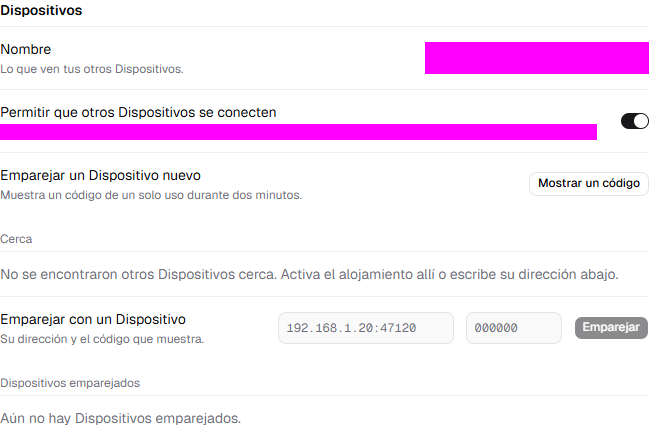 Dispositivos
Nombre
Lo que ven tus otros Dispositivos.
Permitir que otros Dispositivos se conecten
Emparejar un Dispositivo nuevo
Muestra un código de un solo uso durante dos minutos.
Mostrar un código
Cerca
No se encontraron otros Dispositivos cerca. Activa el alojamiento allí o escribe su dirección abajo.
Emparejar con un Dispositivo
Su dirección y el código que muestra.
192.168.1.20:47120
000000
Emparejar
Dispositivos emparejados
Aún no hay Dispositivos emparejados.